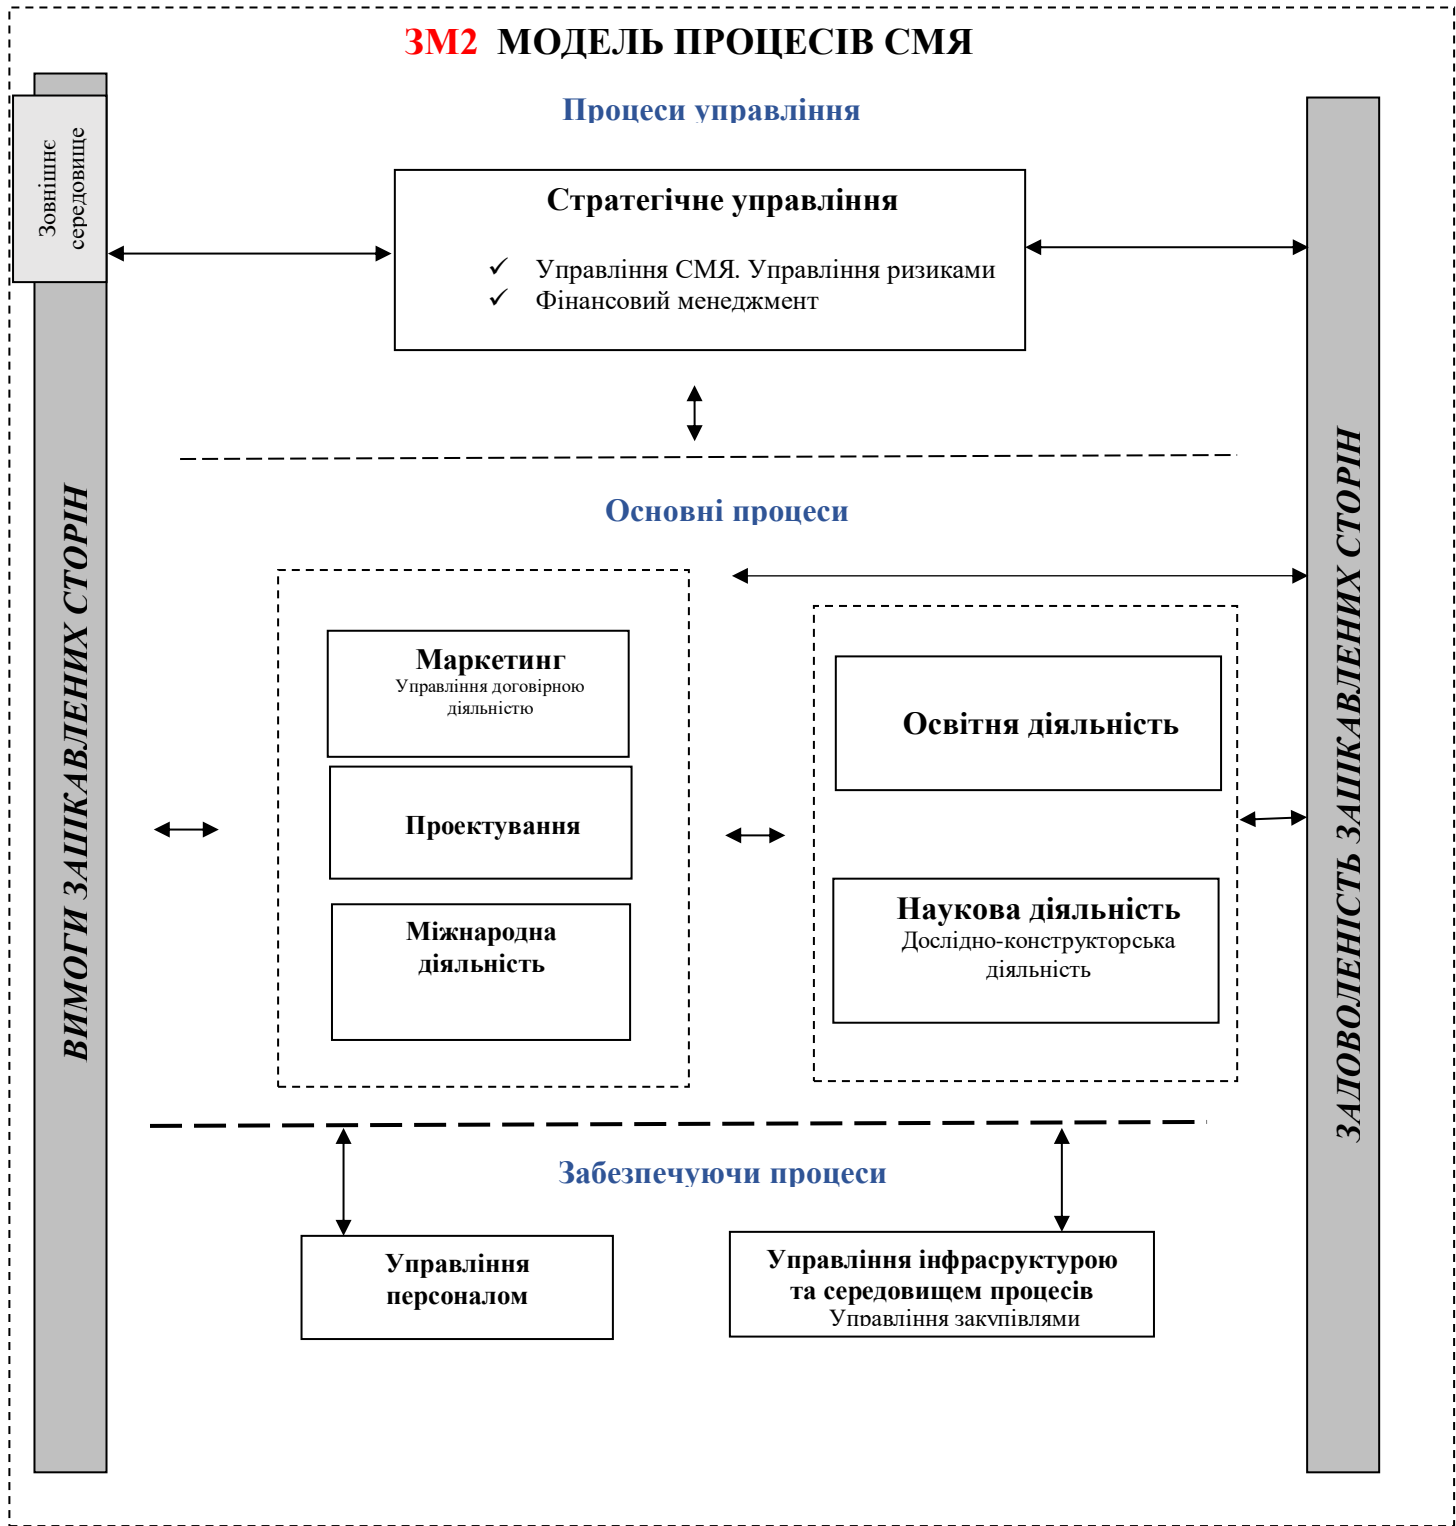 ЗМ2 МОДЕЛЬ ПРОЦЕСІВ СМЯ
Процеси управління
Зовнішнє
середовище
Стратегічне управління
✓ Управління СМЯ. Управління ризиками
✓ Фінансовий менеджмент
ВИМОГИ ЗАЦІКАВЛЕНИХ СТОРІН
ЗАДОВОЛЕНІСТЬ ЗАЦІКАВЛЕНИХ СТОРІН
Основні процеси
Маркетинг
Управління договірною
діяльністю
Проектування
Міжнародна
діяльність
Освітня діяльність
Наукова діяльність
Дослідно-конструкторська
діяльність
Забезпечуючи процеси
Управління
персоналом
Управління інфрасруктурою
та середовищем процесів
Управління закупівлями